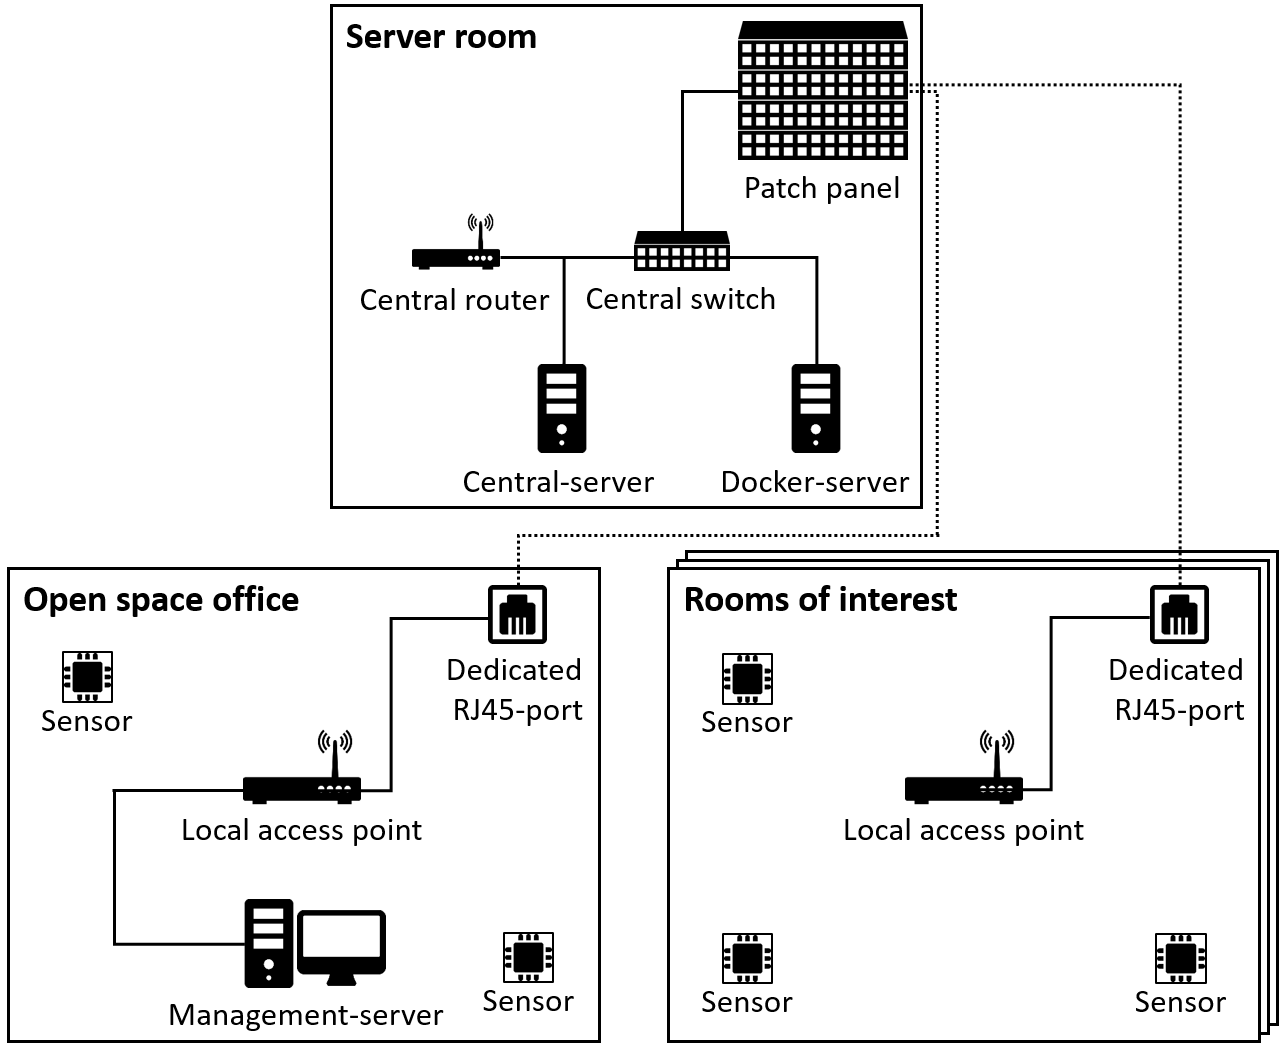 Server room
Patch panel
Central router
Central switch
Central-server
Docker-server
Open space office
Dedicated
RJ45-port
Sensor
Local access point
Management-server
Sensor
Rooms of interest
Dedicated
RJ45-port
Sensor
Local access point
Sensor
Sensor